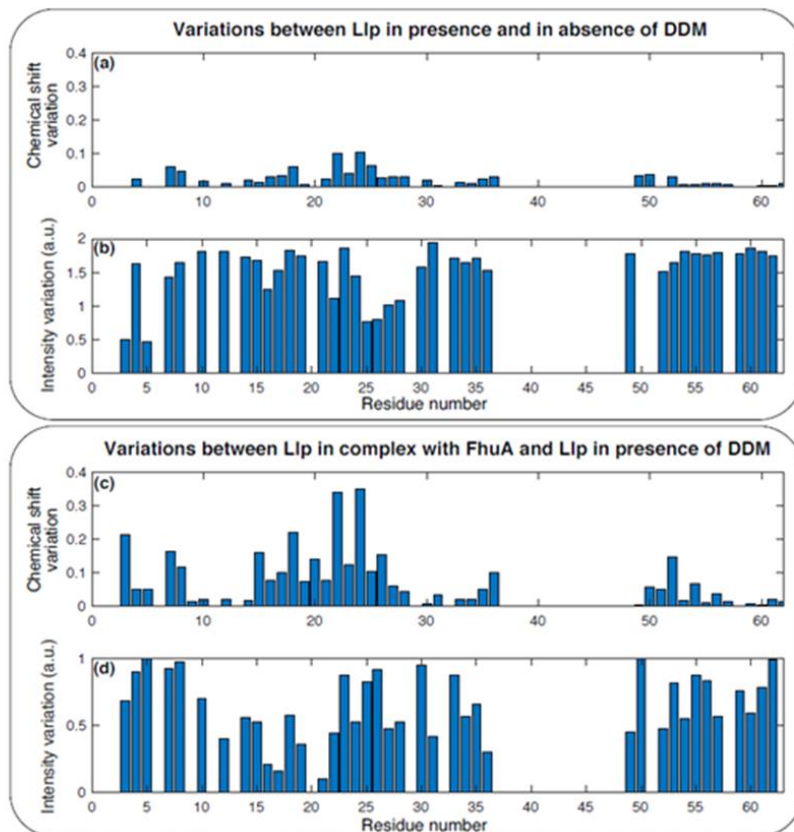 Variations between Llp in presence and in absence of DDM
(a)
Chemical shift
variation
0.4
0.3
0.2
0.1
0
0 10 20 30 40 50 60
(b)
Intensity variation (a.u.)
2
1.5
1
0.5
0
0 5 10 15 20 25 30 35 40 45 50 55 60
Residue number
Variations between Llp in complex with FhuA and Llp in presence of DDM
(c)
Chemical shift
variation
0.4
0.3
0.2
0.1
0
0 10 20 30 40 50 60
(d)
Intensity variation (a.u.)
1
0.5
0
0 5 10 15 20 25 30 35 40 45 50 55 60
Residue number